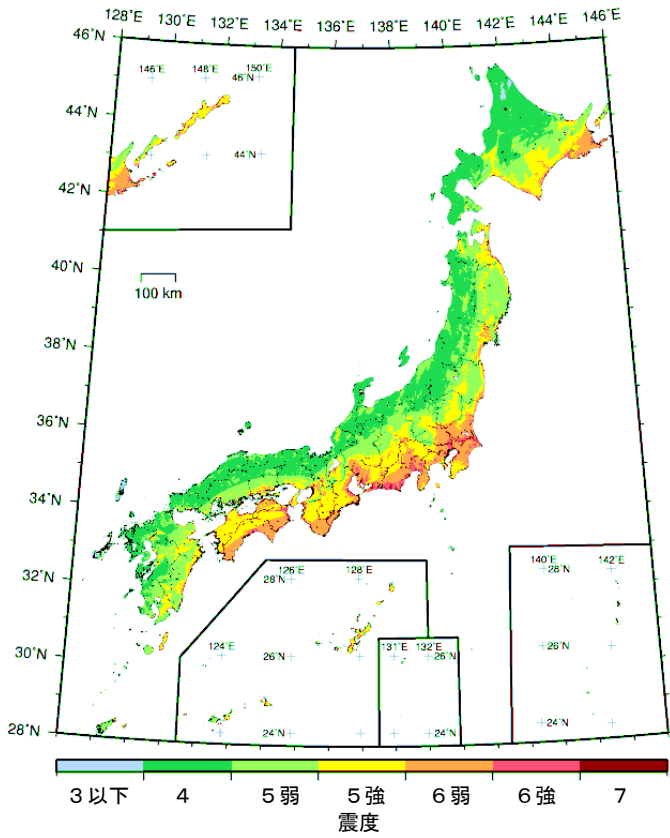 128˚E 130˚E 132˚E 134˚E 136˚E 138˚E 140˚E 142˚E 144˚E 146˚E
46˚N
146˚E 148˚E 150˚E
46˚N
44˚N
44˚N
42˚N
40˚N
100 km
38˚N
36˚N
34˚N
32˚N
126˚E 128˚E
28˚N
140˚E 142˚E
28˚N
30˚N
124˚E
26˚N
131˚E 132˚E
26˚N
26˚N
28˚N
24˚N
24˚N
24˚N
3以下 4 5弱 5強 6弱 6強 7
震度